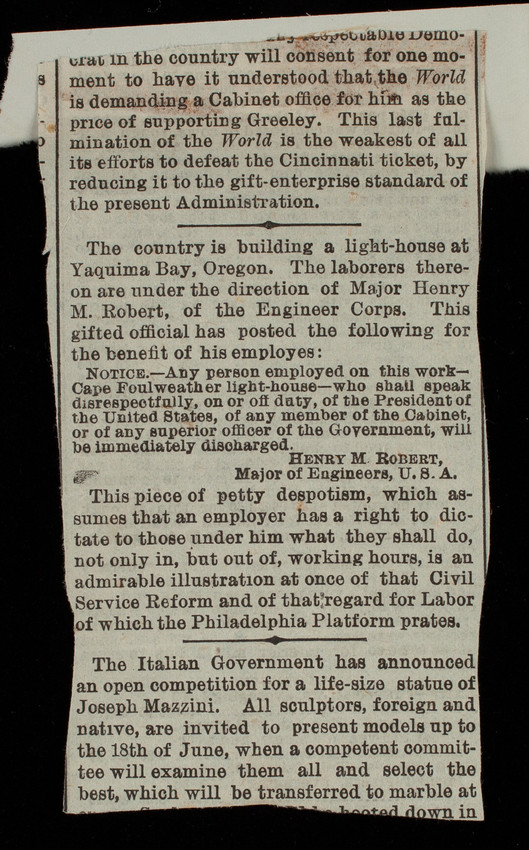 respectable Demo-
crat in the country will consent for one mo-
ment to have it understood that the World
is demanding a Cabinet office for him as the
price of supporting Greeley. This last ful-
mination of the World is the weakest of all
its efforts to defeat the Cincinnati ticket, by
reducing it to the gift-enterprise standard of
the present Administration.
The country is building a light-house at
Yaquima Bay, Oregon. The laborers there-
on are under the direction of Major Henry
M. Robert, of the Engineer Corps. This
gifted official has posted the following for
the benefit of his employes:
NOTICE.—Any person employed on this work—
Cape Foulweather light-house—who shall speak
disrespectfully, on or off duty, of the President of
the United States, of any member of the Cabinet,
or of any superior officer of the Government, will
be immediately discharged.
HENRY M. ROBERT,
Major of Engineers, U. S. A.
This piece of petty despotism, which as-
sumes that an employer has a right to dic-
tate to those under him what they shall do,
not only in, but out of, working hours, is an
admirable illustration at once of that Civil
Service Reform and of that regard for Labor
of which the Philadelphia Platform prates.
The Italian Government has announced
an open competition for a life-size statue of
Joseph Mazzini. All sculptors, foreign and
native, are invited to present models up to
the 18th of June, when a competent commit-
tee will examine them all and select the
best, which will be transferred to marble at
booted down in